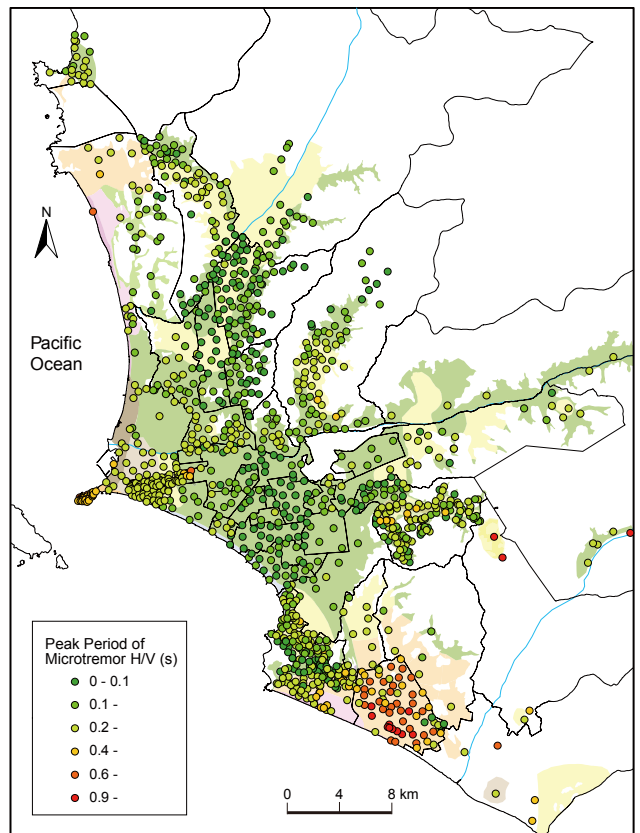 N
Pacific
Ocean
Peak Period of
Microtremor H/V (s)
0 - 0.1
0.1 -
0.2 -
0.4 -
0.6 -
0.9 -
0 4 8 km